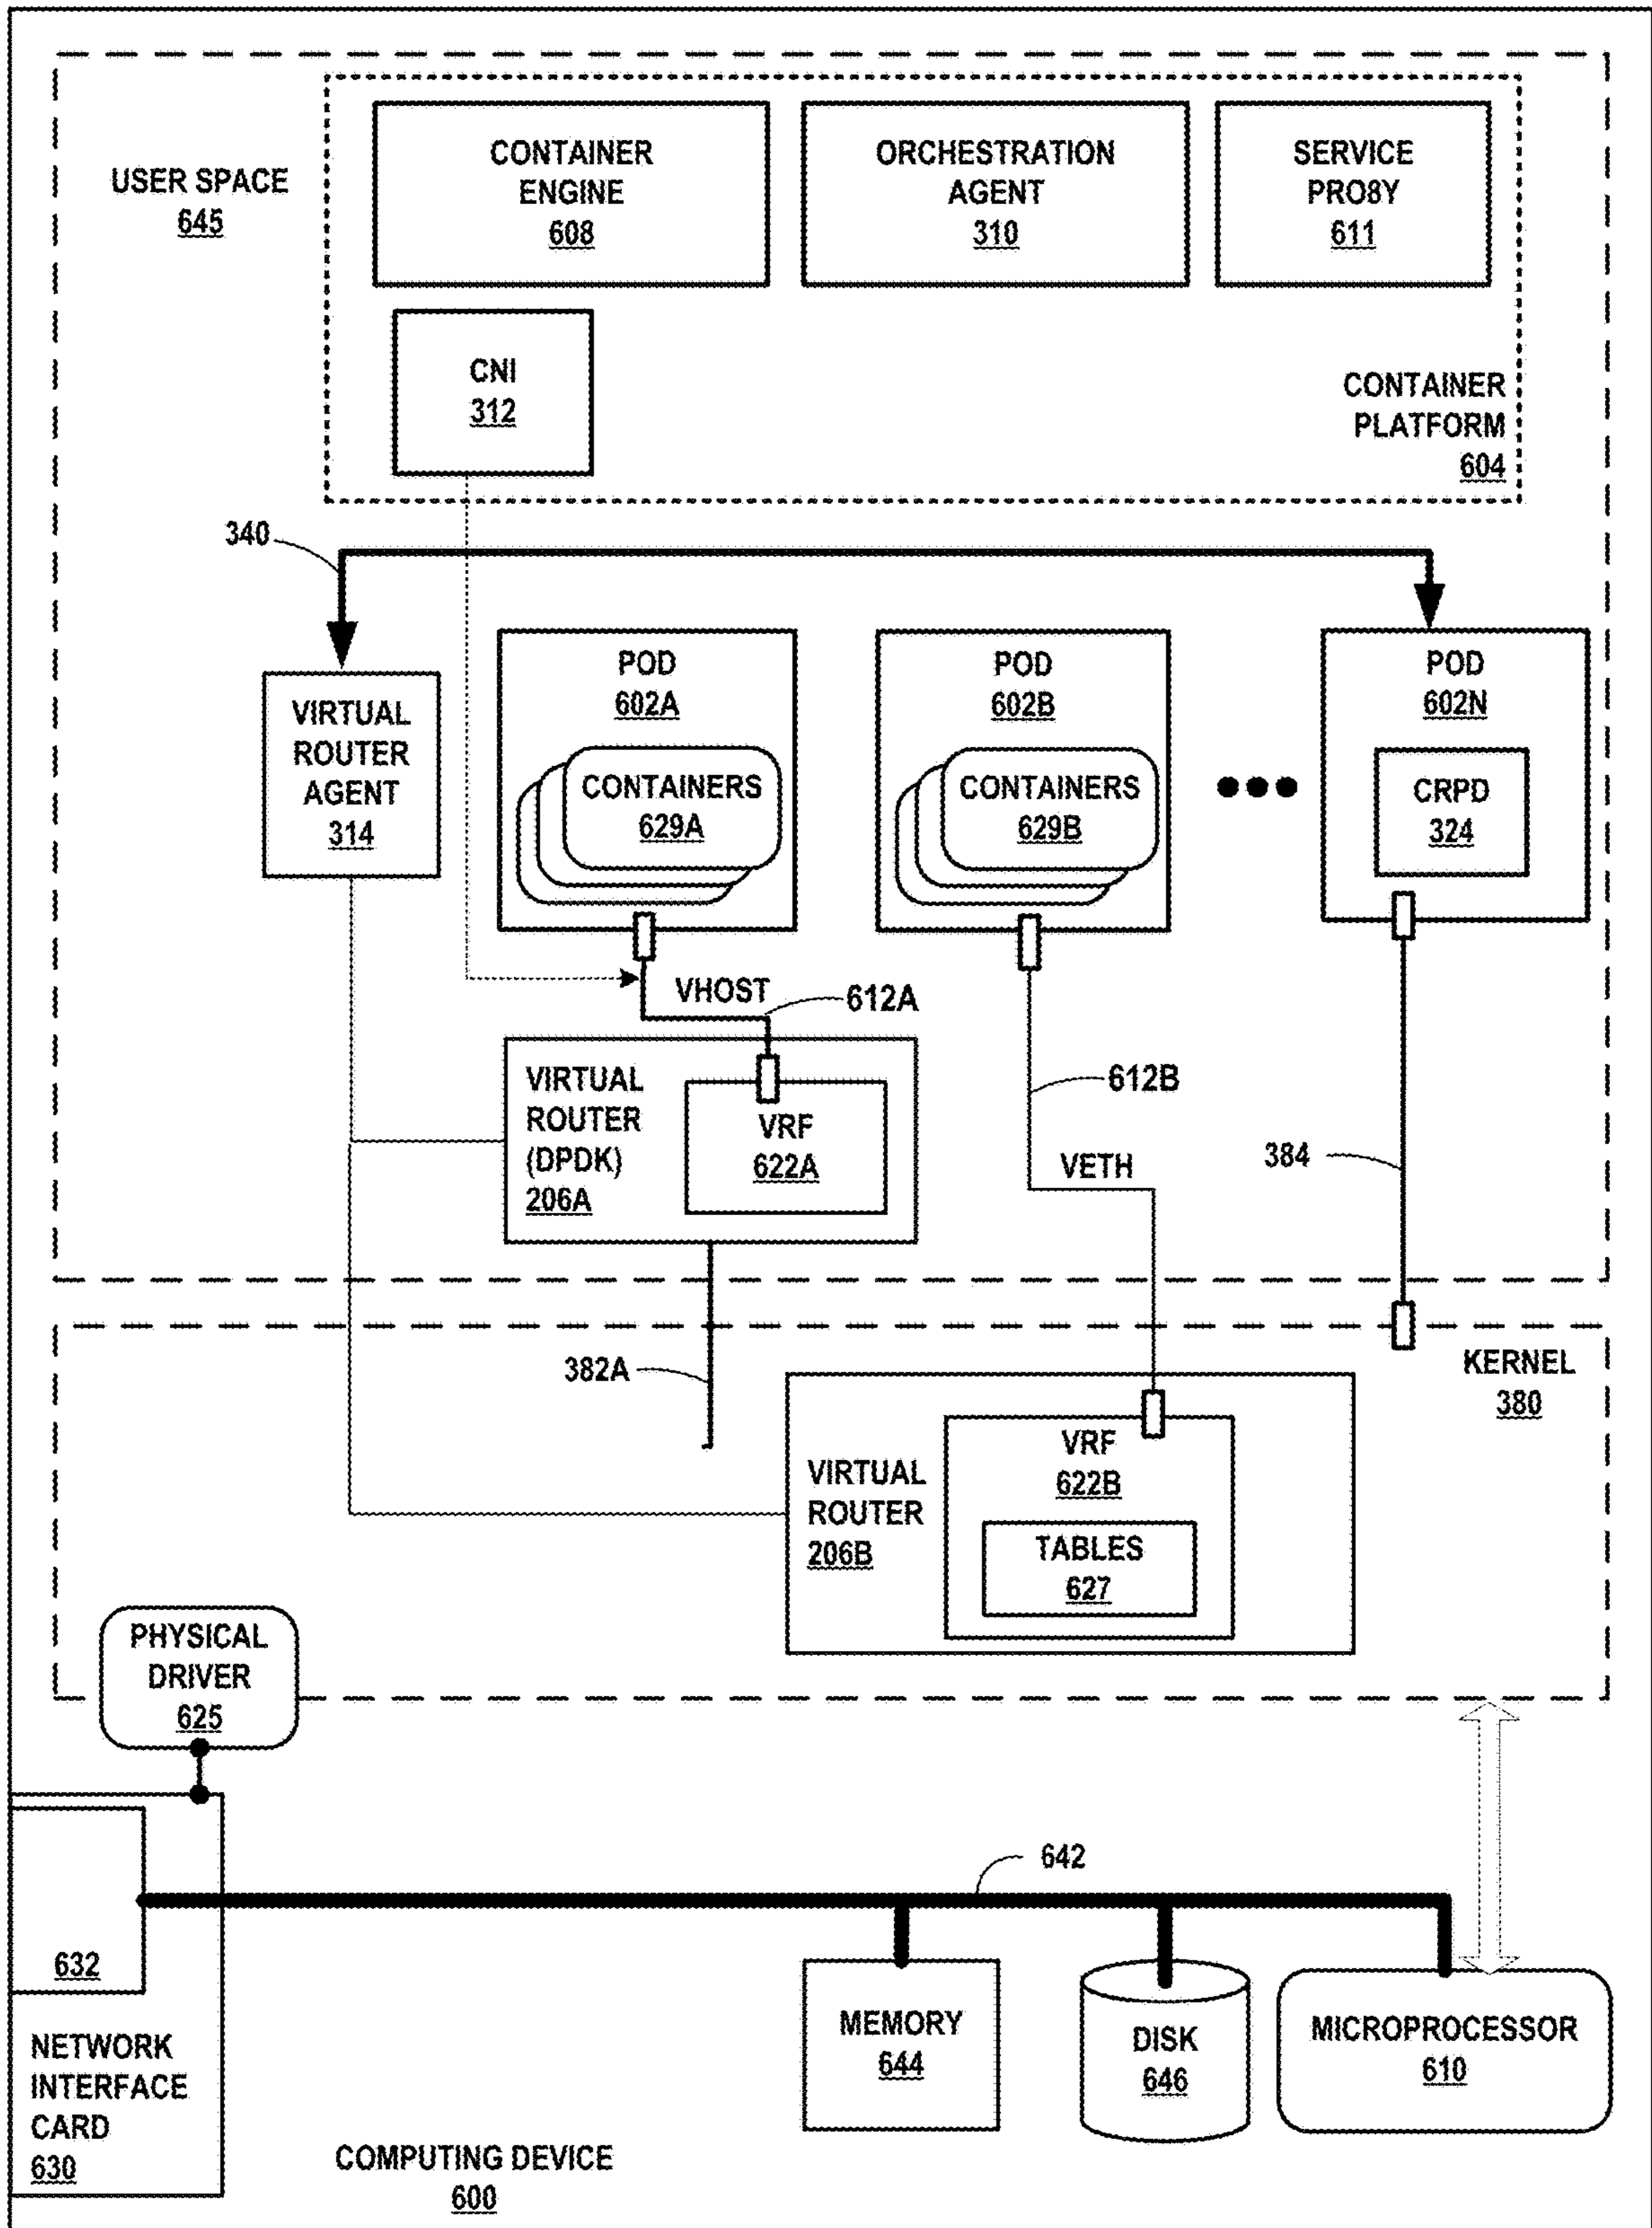 USER SPACE
645
CONTAINER
ENGINE
608
ORCHESTRATION
AGENT
310
SERVICE
PRO8Y
611
CNI
312
CONTAINER
PLATFORM
604
340
VIRTUAL
ROUTER
AGENT
314
POD
602A
CONTAINERS
629A
POD
602B
CONTAINERS
629B
POD
602N
CRPD
324
VHOST
612A
VIRTUAL
ROUTER
(DPDK)
206A
VRF
622A
612B
VETH
384
382A
KERNEL
380
VIRTUAL
ROUTER
206B
VRF
622B
TABLES
627
PHYSICAL
DRIVER
625
642
632
NETWORK
INTERFACE
CARD
630
MEMORY
644
DISK
646
MICROPROCESSOR
610
COMPUTING DEVICE
600